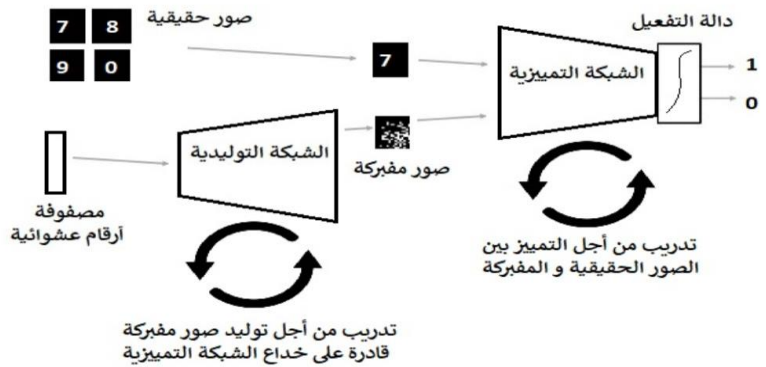 صور حقيقية
7 8
9 0
7
دالة التفعيل
الشبكة التمييزية
1
0
الشبكة التوليدية
صور مفبركة
مصفوفة
أرقام عشوائية
تدريب من أجل التمييز بين
الصور الحقيقية و المفبركة
تدريب من أجل توليد صور مفبركة
قادرة على خداع الشبكة التمييزية